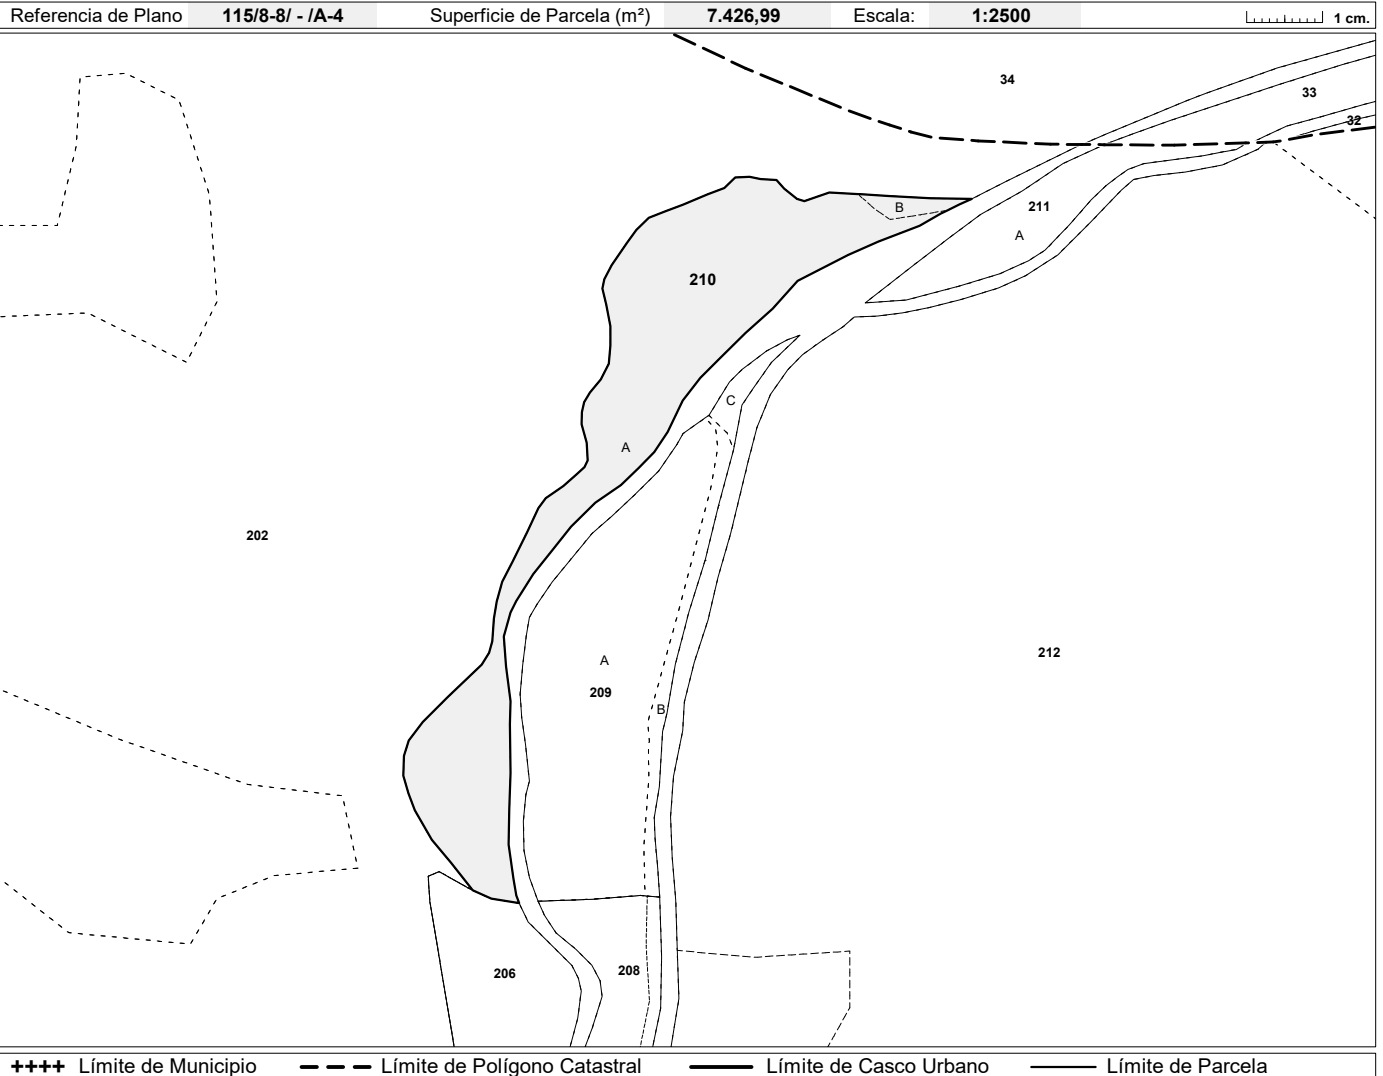 Referencia de Plano 115/8-8/ - /A-4 Superficie de Parcela (m²) 7.426,99 Escala: 1:2500 1 cm.
34
33
32
B
211
A
210
C
A
202
212
A
209
B
206
208
++++ Límite de Municipio Límite de Polígono Catastral Límite de Casco Urbano Límite de Parcela